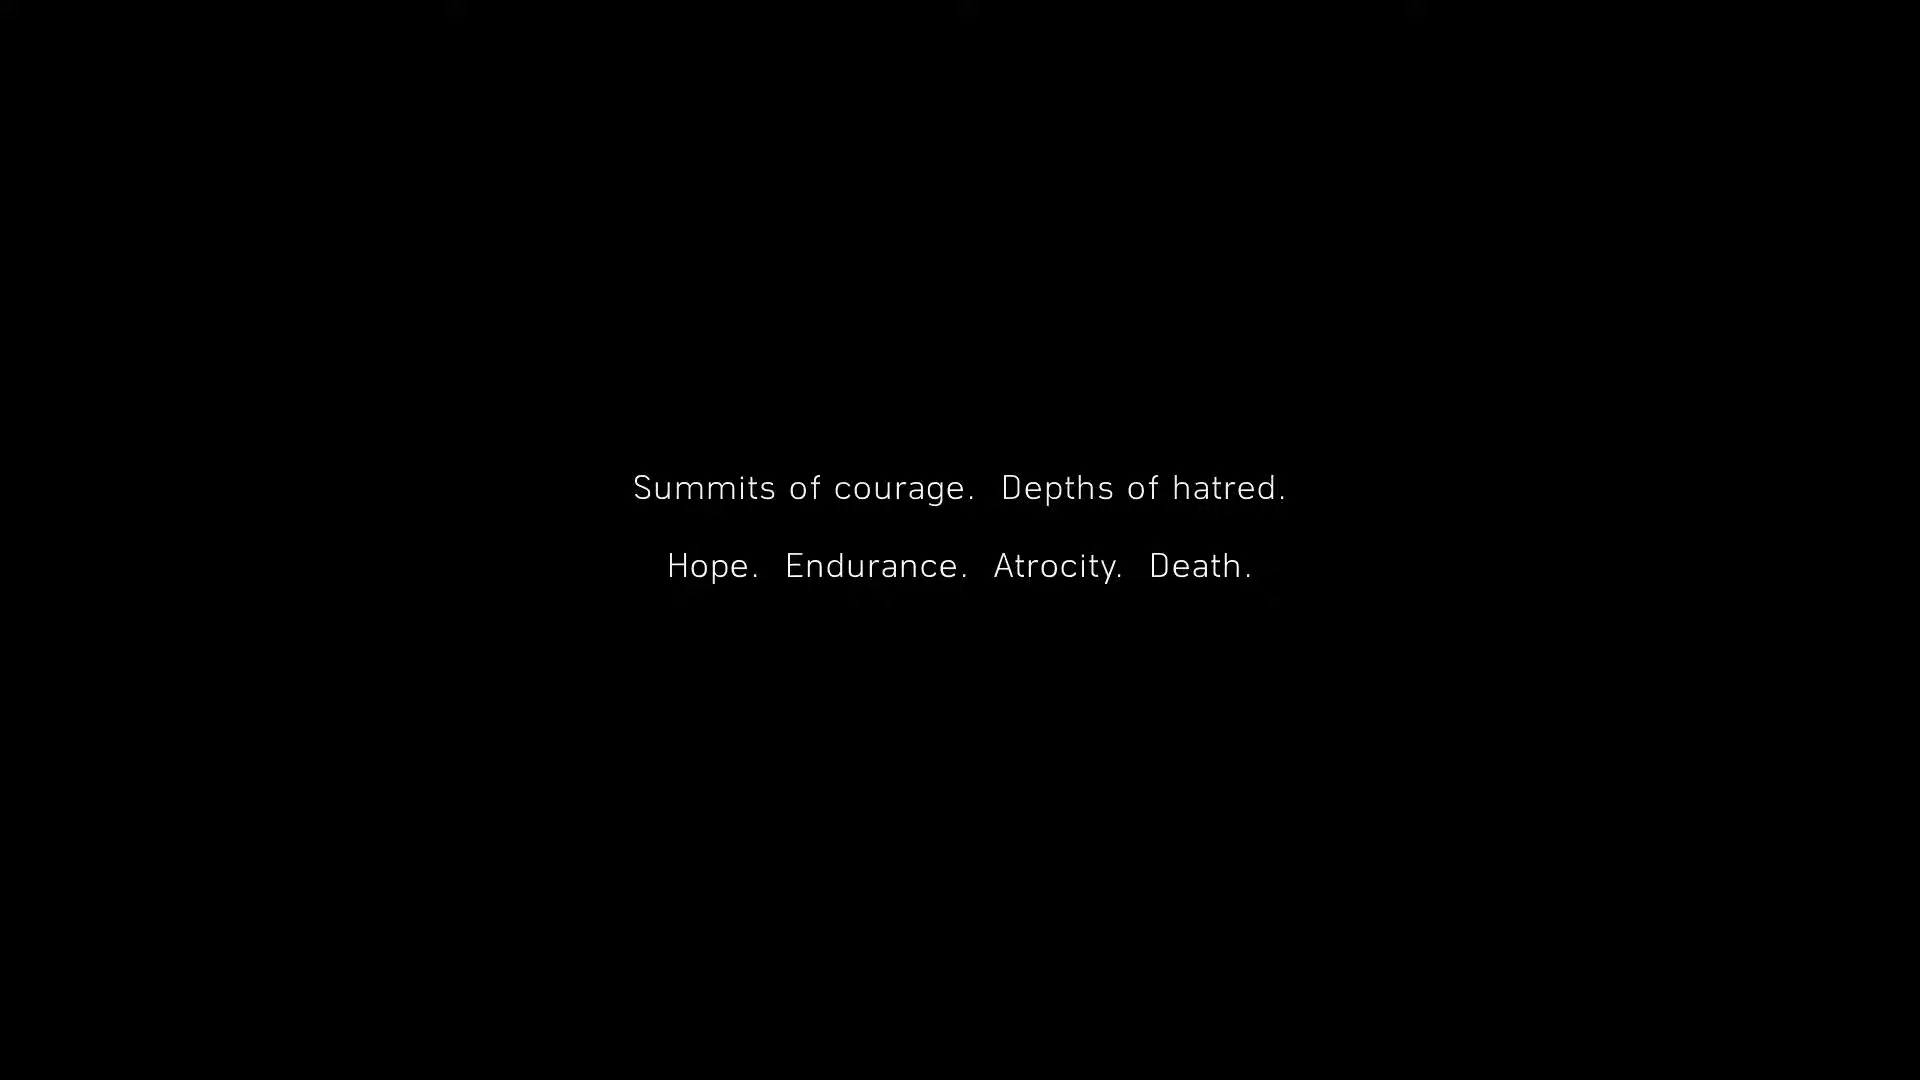 Summits of courage.  Depths of hatred.
Hope.  Endurance.  Atrocity.  Death.